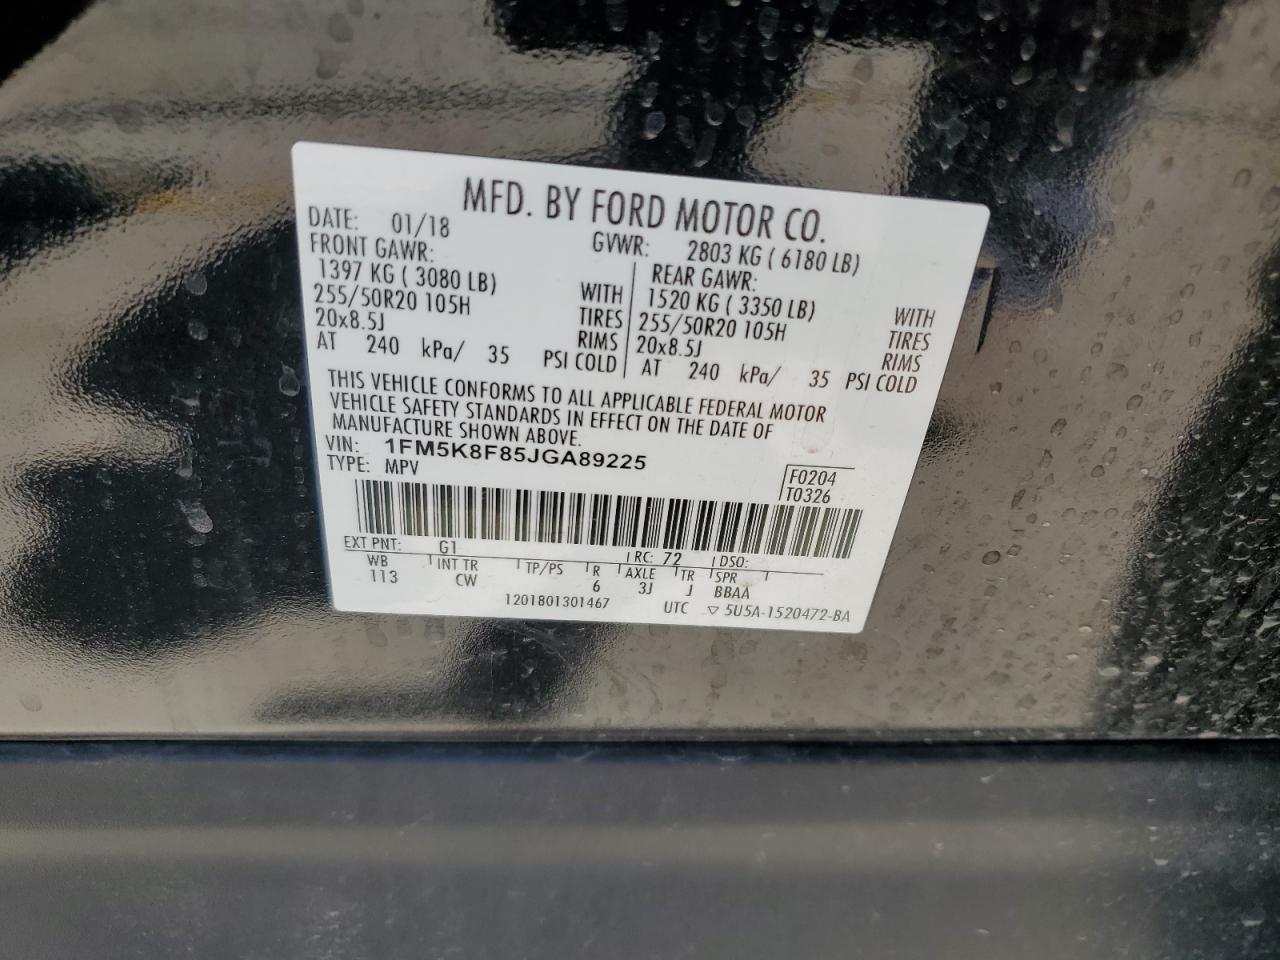 MFD. BY FORD MOTOR CO.
DATE: 01/18 GVWR: 2803 KG ( 6180 LB)
FRONT GAWR: REAR GAWR:
1397 KG ( 3080 LB) WITH 1520 KG ( 3350 LB) WITH
255/50R20 105H TIRES 255/50R20 105H TIRES
20x8.5J RIMS 20x8.5J RIMS
AT 240 kPa/ 35 PSI COLD AT 240 kPa/ 35 PSI COLD
THIS VEHICLE CONFORMS TO ALL APPLICABLE FEDERAL MOTOR
VEHICLE SAFETY STANDARDS IN EFFECT ON THE DATE OF
MANUFACTURE SHOWN ABOVE.
VIN: 1FM5K8F85JGA89225
TYPE: MPV F0204
T0326
EXT PNT: G1 RC: 72 DSO:
WB INT TR TP/PS R AXLE TR SPR
113 CW 6 3J J BBAA
1201801301467 UTC ▽ 5U5A-1520472-BA